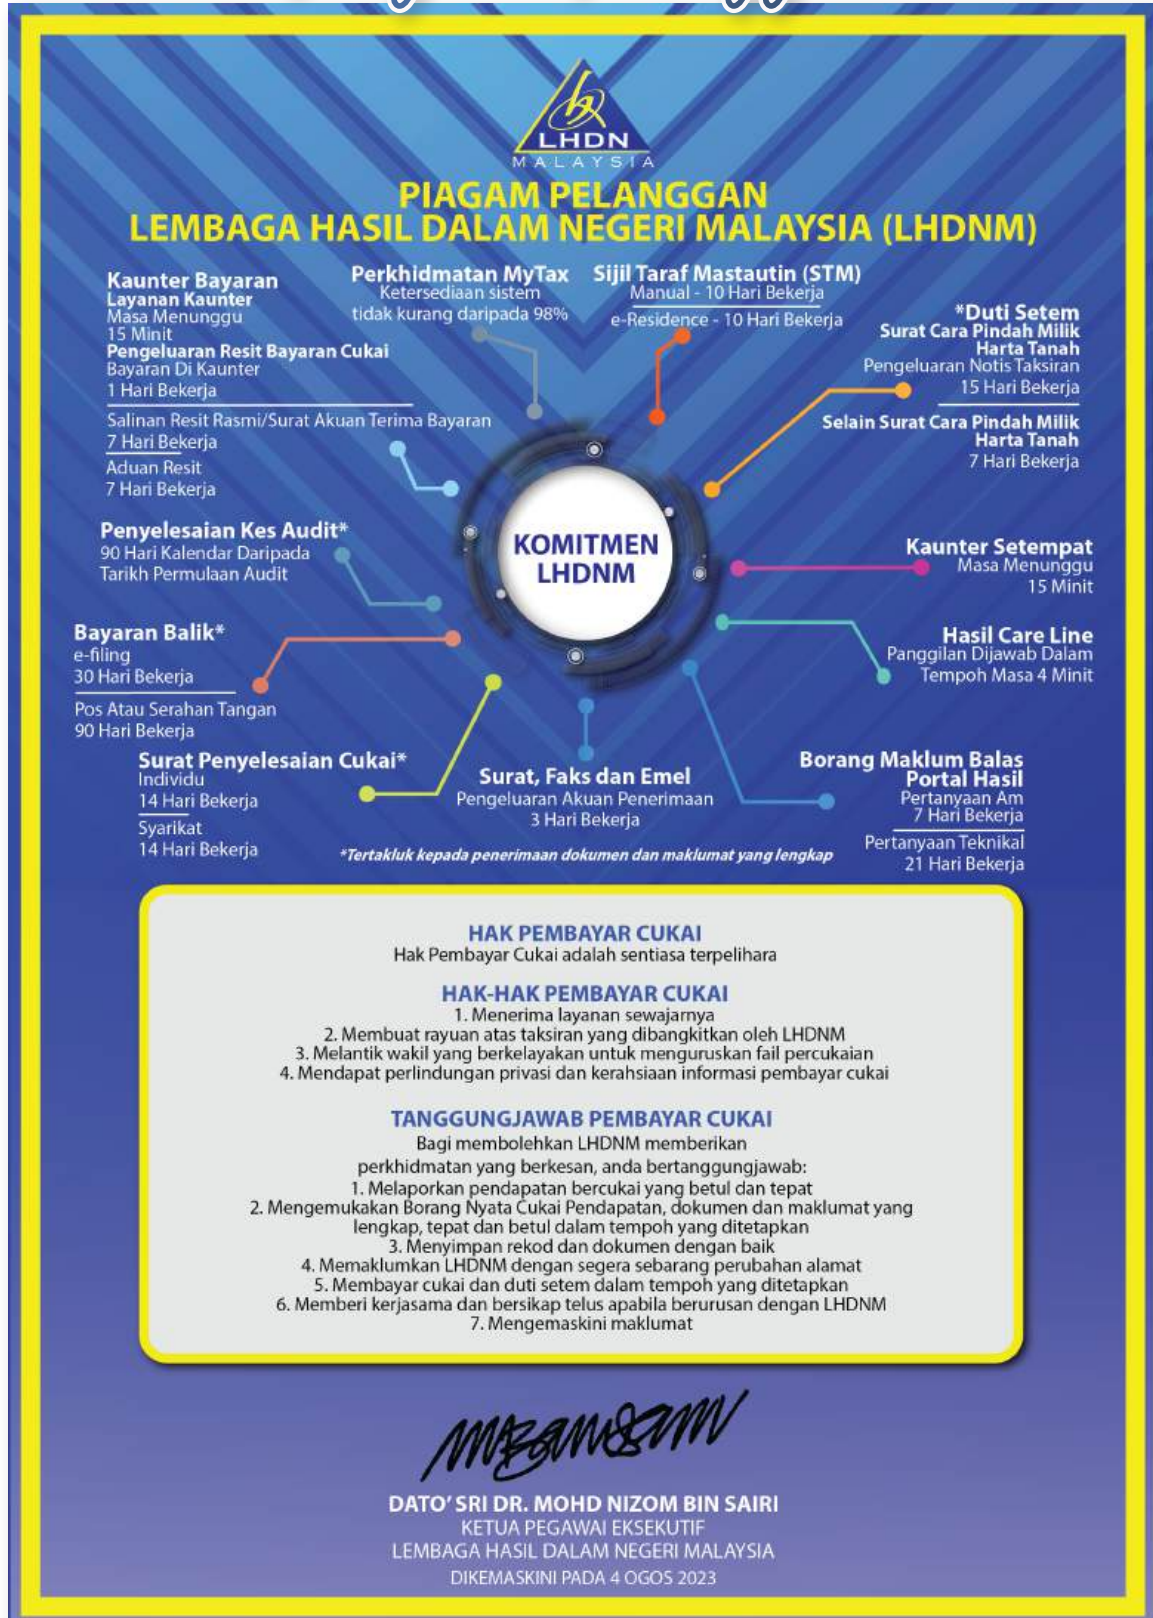 LHDN
MALAYSIA
PIAGAM PELANGGAN
LEMBAGA HASIL DALAM NEGERI MALAYSIA (LHDNM)
Kaunter Bayaran
Layanan Kaunter
Masa Menunggu
15 Minit
Pengeluaran Resit Bayaran Cukai
Bayaran Di Kaunter
1 Hari Bekerja
Salinan Resit Rasmi/Surat Akuan Terima Bayaran
7 Hari Bekerja
Aduan Resit
7 Hari Bekerja
Perkhidmatan MyTax
Ketersediaan sistem
tidak kurang daripada 98%
Sijil Taraf Mastautin (STM)
Manual - 10 Hari Bekerja
e-Residence - 10 Hari Bekerja
*Duti Setem
Surat Cara Pindah Milik
Harta Tanah
Pengeluaran Notis Taksiran
15 Hari Bekerja
Selain Surat Cara Pindah Milik
Harta Tanah
7 Hari Bekerja
Penyelesaian Kes Audit*
90 Hari Kalendar Daripada
Tarikh Permulaan Audit
KOMITMEN
LHDNM
Kaunter Setempat
Masa Menunggu
15 Minit
Bayaran Balik*
e-filing
30 Hari Bekerja
Pos Atau Serahan Tangan
90 Hari Bekerja
Hasil Care Line
Panggilan Dijawab Dalam
Tempoh Masa 4 Minit
Surat Penyelesaian Cukai*
Individu
14 Hari Bekerja
Syarikat
14 Hari Bekerja
Surat, Faks dan Emel
Pengeluaran Akuan Penerimaan
3 Hari Bekerja
Borang Maklum Balas
Portal Hasil
Pertanyaan Am
7 Hari Bekerja
Pertanyaan Teknikal
21 Hari Bekerja
*Tertakluk kepada penerimaan dokumen dan maklumat yang lengkap
HAK PEMBAYAR CUKAI
Hak Pembayar Cukai adalah sentiasa terpelihara
HAK-HAK PEMBAYAR CUKAI
1. Menerima layanan sewajarnya
2. Membuat rayuan atas taksiran yang dibangkitkan oleh LHDNM
3. Melantik wakil yang berkelayakan untuk menguruskan fail percukaian
4. Mendapat perlindungan privasi dan kerahsiaan informasi pembayar cukai
TANGGUNGJAWAB PEMBAYAR CUKAI
Bagi membolehkan LHDNM memberikan
perkhidmatan yang berkesan, anda bertanggungjawab:
1. Melaporkan pendapatan bercukai yang betul dan tepat
2. Mengemukakan Borang Nyata Cukai Pendapatan, dokumen dan maklumat yang
lengkap, tepat dan betul dalam tempoh yang ditetapkan
3. Menyimpan rekod dan dokumen dengan baik
4. Memaklumkan LHDNM dengan segera sebarang perubahan alamat
5. Membayar cukai dan duti setem dalam tempoh yang ditetapkan
6. Memberi kerjasama dan bersikap telus apabila berurusan dengan LHDNM
7. Mengemaskini maklumat
DATO' SRI DR. MOHD NIZOM BIN SAIRI
KETUA PEGAWAI EKSEKUTIF
LEMBAGA HASIL DALAM NEGERI MALAYSIA
DIKEMASKINI PADA 4 OGOS 2023